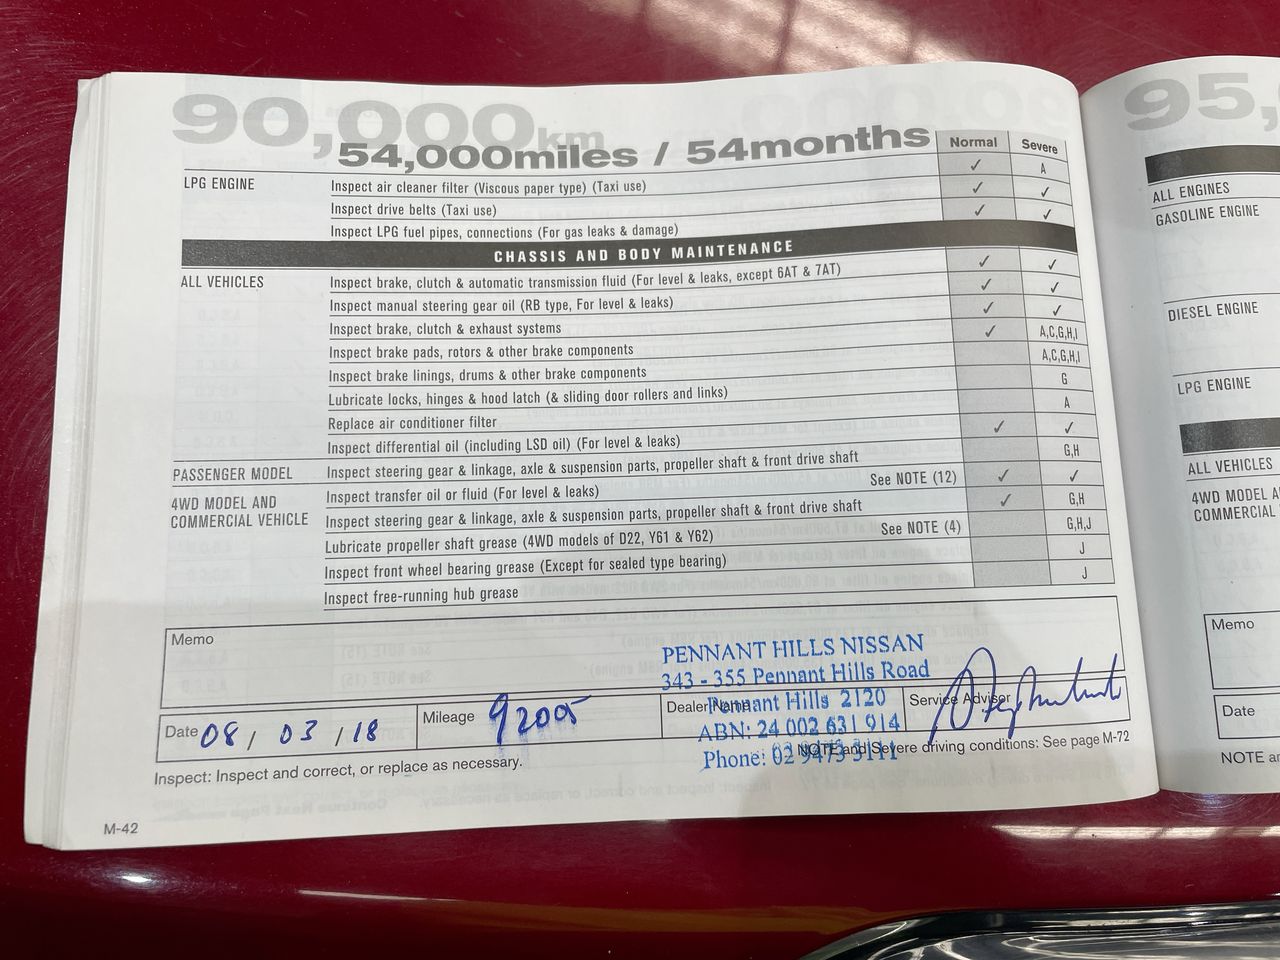 90,000km
54,000miles / 54months
Normal Severe
LPG ENGINE Inspect air cleaner filter (Viscous paper type) (Taxi use) ✓ A
Inspect drive belts (Taxi use) ✓ ✓
Inspect LPG fuel pipes, connections (For gas leaks & damage) ✓ ✓
CHASSIS AND BODY MAINTENANCE
ALL VEHICLES Inspect brake, clutch & automatic transmission fluid (For level & leaks, except 6AT & 7AT) ✓ ✓
Inspect manual steering gear oil (RB type, For level & leaks) ✓ ✓
Inspect brake, clutch & exhaust systems ✓ ✓
Inspect brake pads, rotors & other brake components ✓ A,C,G,H,I
Inspect brake linings, drums & other brake components A,C,G,H,I
Lubricate locks, hinges & hood latch (& sliding door rollers and links) G
Replace air conditioner filter A
Inspect differential oil (including LSD oil) (For level & leaks) ✓ ✓
PASSENGER MODEL Inspect steering gear & linkage, axle & suspension parts, propeller shaft & front drive shaft G,H
4WD MODEL AND COMMERCIAL VEHICLE Inspect transfer oil or fluid (For level & leaks) See NOTE (12) ✓ ✓
Inspect steering gear & linkage, axle & suspension parts, propeller shaft & front drive shaft ✓ G,H
Lubricate propeller shaft grease (4WD models of D22, Y61 & Y62) See NOTE (4) G,H,J
Inspect front wheel bearing grease (Except for sealed type bearing) J
Inspect free-running hub grease J
Memo
PENNANT HILLS NISSAN
343 - 355 Pennant Hills Road
Pennant Hills 2120
ABN: 24 002 631 914
Phone: 02 9473 3111
Date 08 / 03 / 18 Mileage 92005 Dealer Name Service Advisor
Inspect: Inspect and correct, or replace as necessary. NOTE and Severe driving conditions: See page M-72
M-42
95,
ALL ENGINES
GASOLINE ENGINE
DIESEL ENGINE
LPG ENGINE
ALL VEHICLES
4WD MODEL
COMMERCIAL
Memo
Date
NOTE